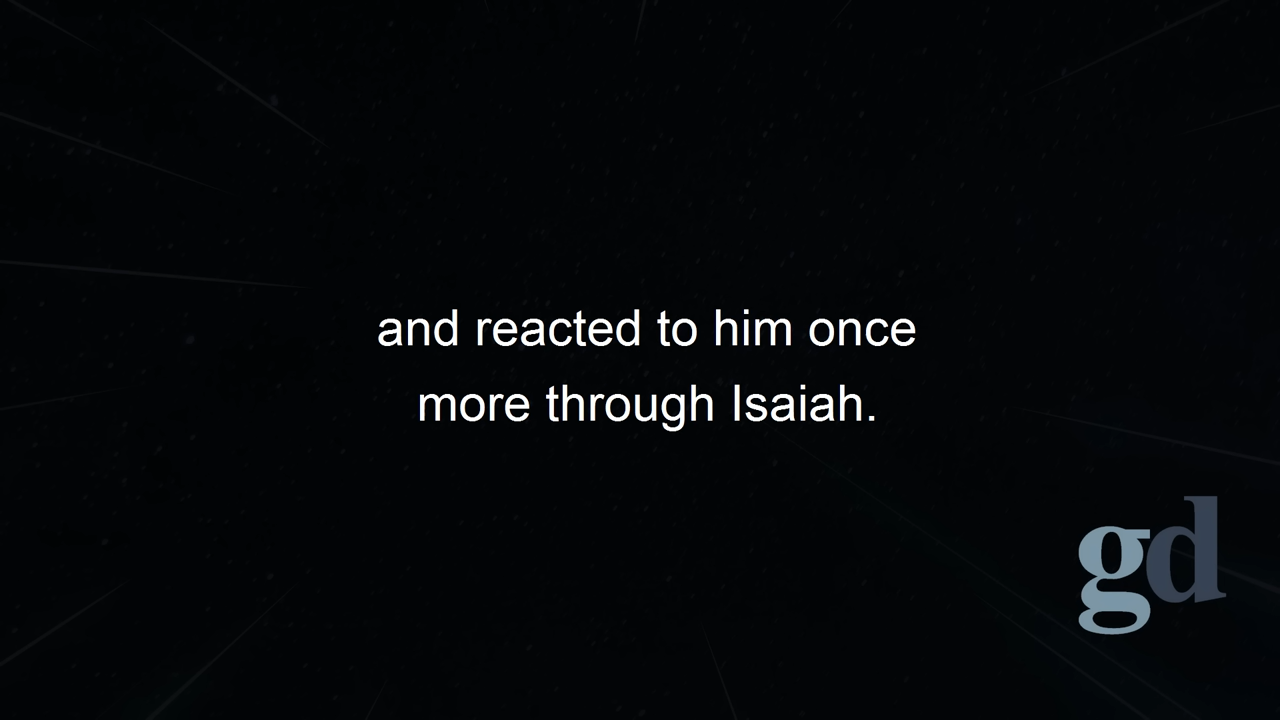 and reacted to him once
more through Isaiah.
gd